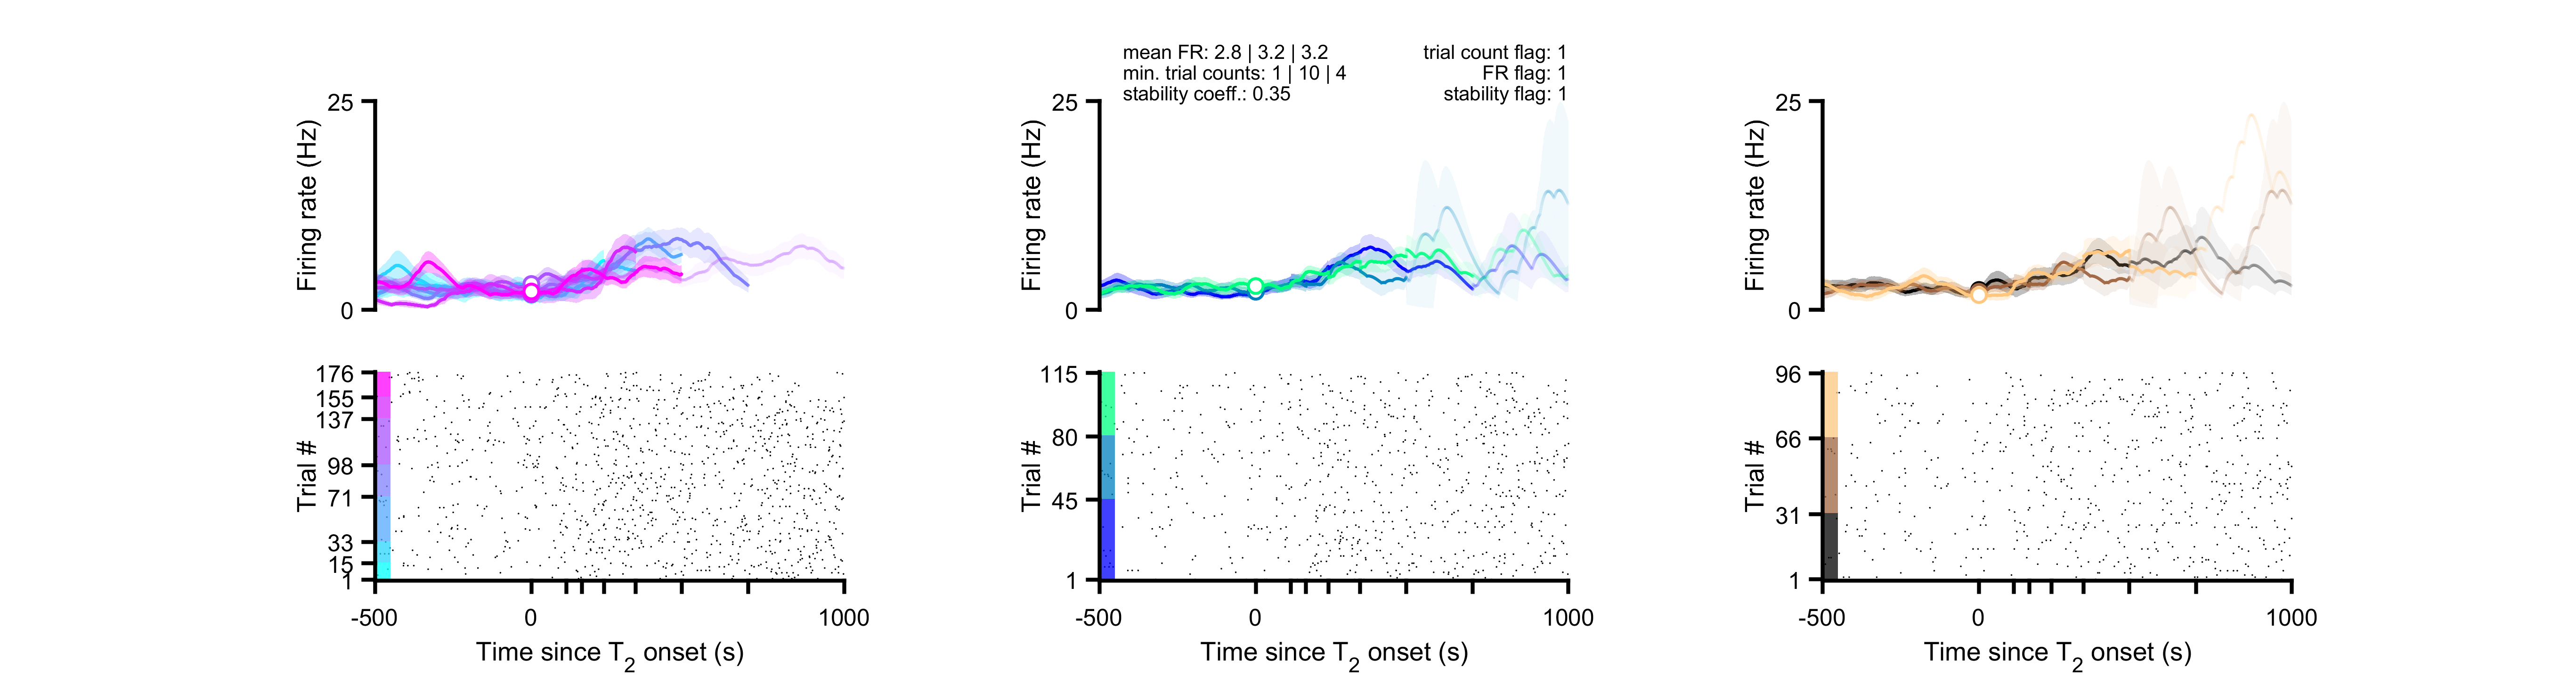 mean FR: 2.8 | 3.2 | 3.2
min. trial counts: 1 | 10 | 4
stability coeff.: 0.35
trial count flag: 1
FR flag: 1
stability flag: 1
25
Firing rate (Hz)
0
25
Firing rate (Hz)
0
25
Firing rate (Hz)
0
176
155
137
98
71
33
15
1
Trial #
-500
0
1000
Time since T2 onset (s)
115
80
45
1
Trial #
-500
0
1000
Time since T2 onset (s)
96
66
31
1
Trial #
-500
0
1000
Time since T2 onset (s)